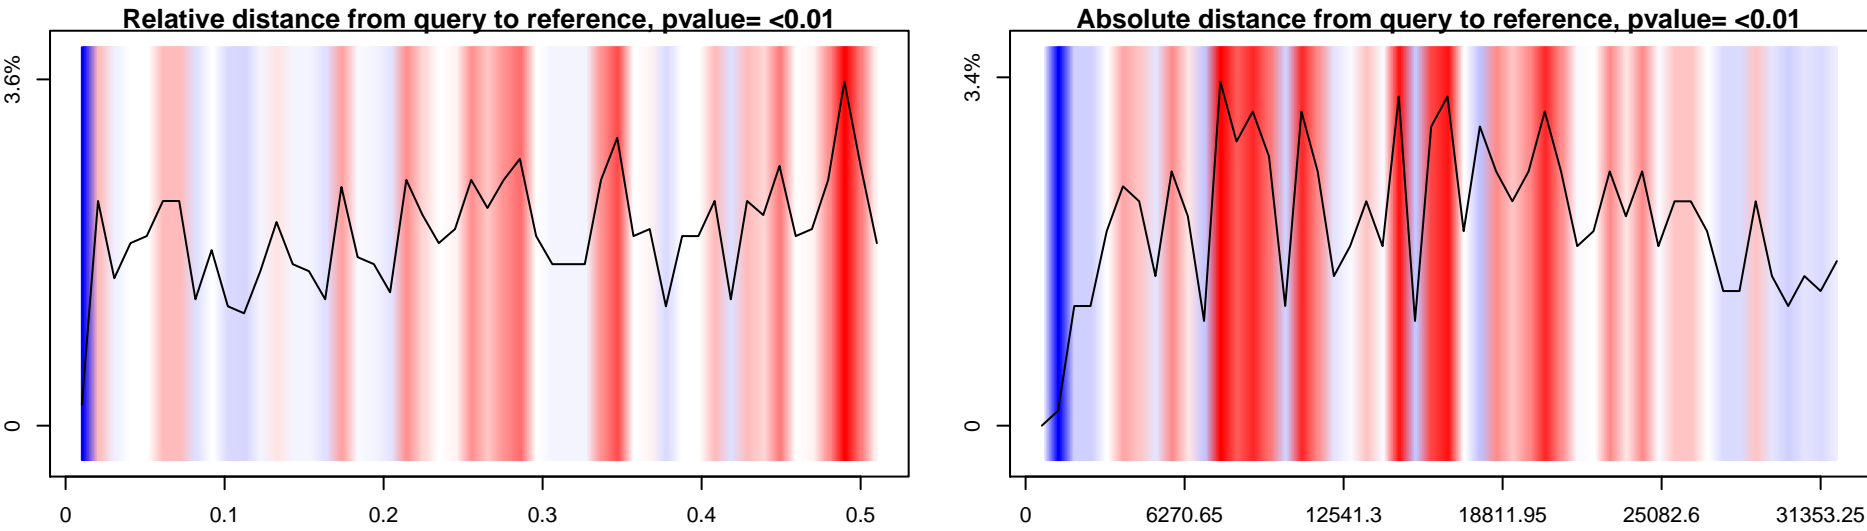 Relative distance from query to reference, pvalue= <0.01
3.6%
0
0 0.1 0.2 0.3 0.4 0.5
Absolute distance from query to reference, pvalue= <0.01
3.4%
0
0 6270.65 12541.3 18811.95 25082.6 31353.25